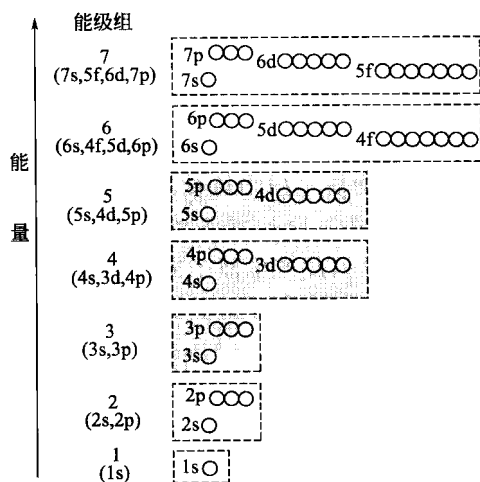 能级组
7
(7s,5f,6d,7p)
7p
6d
5f
7s
6
(6s,4f,5d,6p)
6p
5d
4f
6s
能
量
5
(5s,4d,5p)
5p
4d
5s
4
(4s,3d,4p)
4p
3d
4s
3
(3s,3p)
3p
3s
2
(2s,2p)
2p
2s
1
(1s)
1s